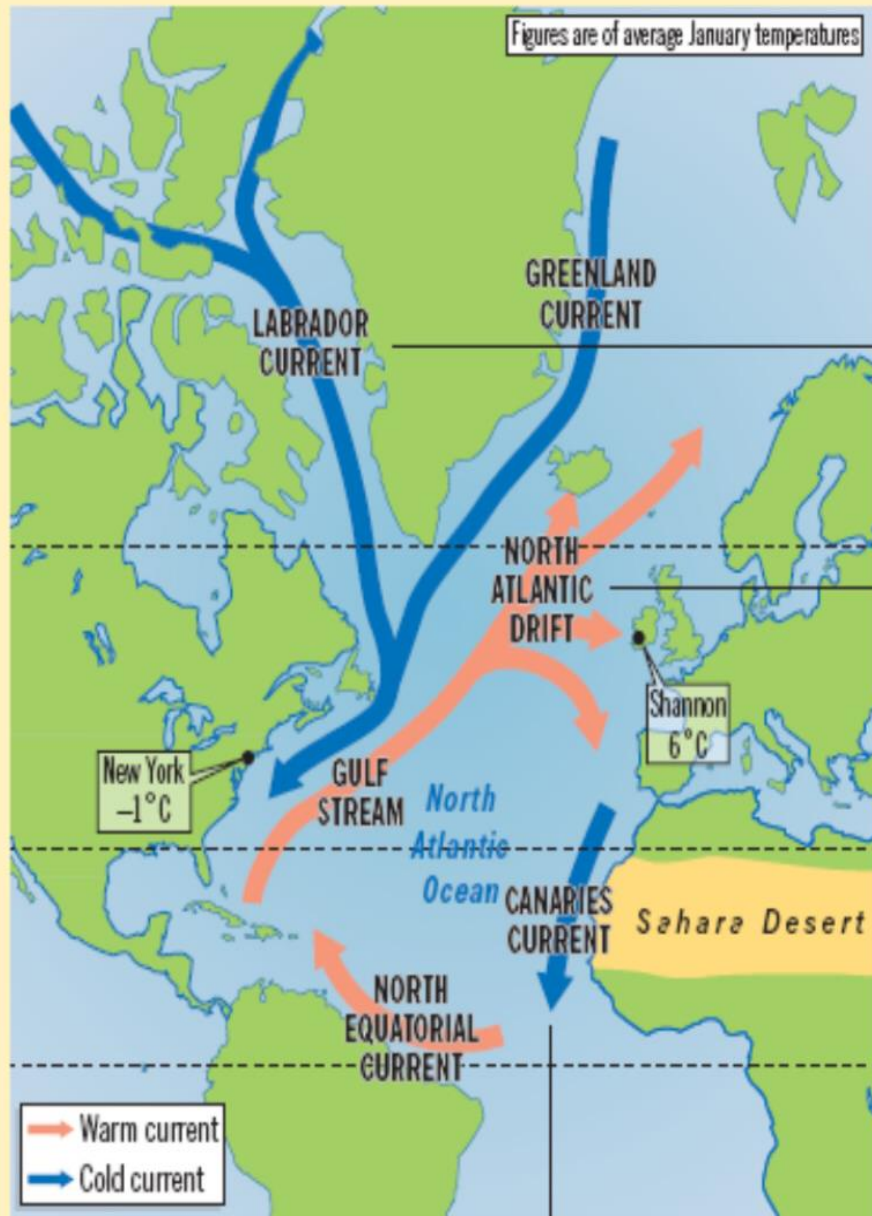 Figures are of average January temperatures
GREENLAND
CURRENT
LABRADOR
CURRENT
NORTH
ATLANTIC
DRIFT
Shannon
6°C
New York
–1°C
GULF
STREAM
North
Atlantic
Ocean
CANARIES
CURRENT
Sahara Desert
NORTH
EQUATORIAL
CURRENT
Warm current
Cold current